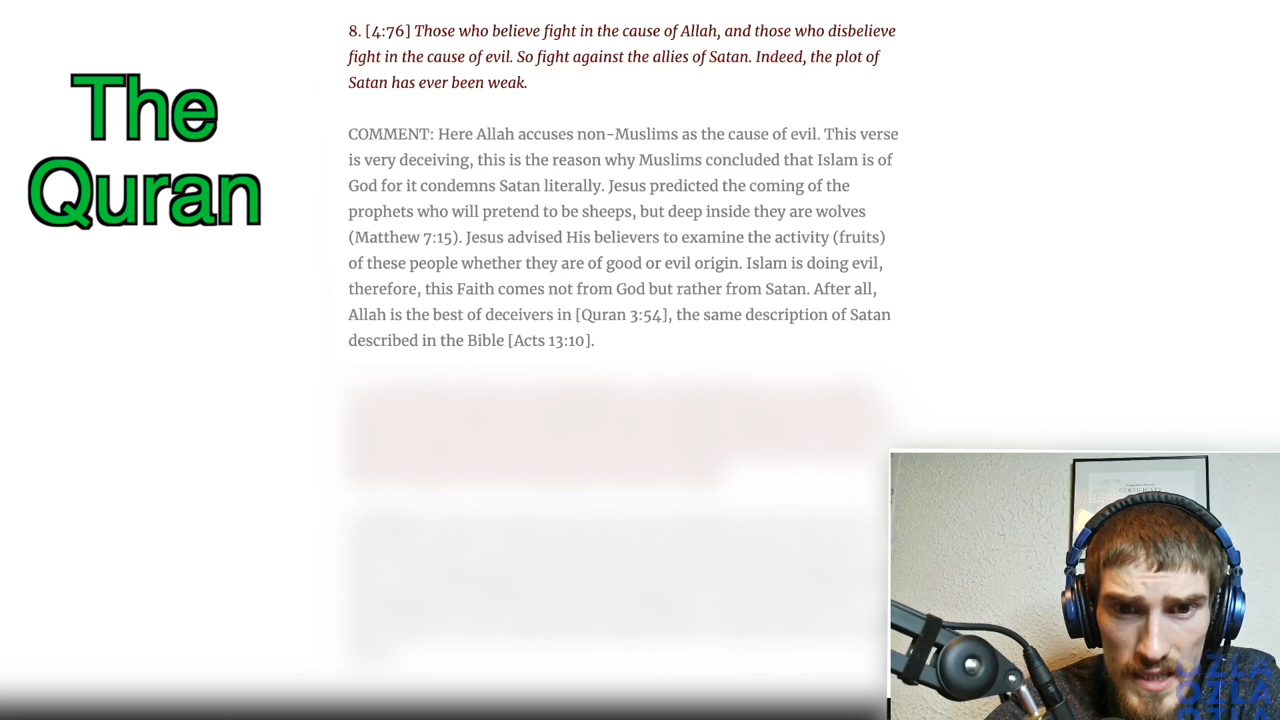 The
Quran
8. [4:76] Those who believe fight in the cause of Allah, and those who disbelieve
fight in the cause of evil. So fight against the allies of Satan. Indeed, the plot of
Satan has ever been weak.
COMMENT: Here Allah accuses non-Muslims as the cause of evil. This verse
is very deceiving, this is the reason why Muslims concluded that Islam is of
God for it condemns Satan literally. Jesus predicted the coming of the
prophets who will pretend to be sheeps, but deep inside they are wolves
(Matthew 7:15). Jesus advised His believers to examine the activity (fruits)
of these people whether they are of good or evil origin. Islam is doing evil,
therefore, this Faith comes not from God but rather from Satan. After all,
Allah is the best of deceivers in [Quran 3:54], the same description of Satan
described in the Bible [Acts 13:10].
OZLA
OZLA
OZLA